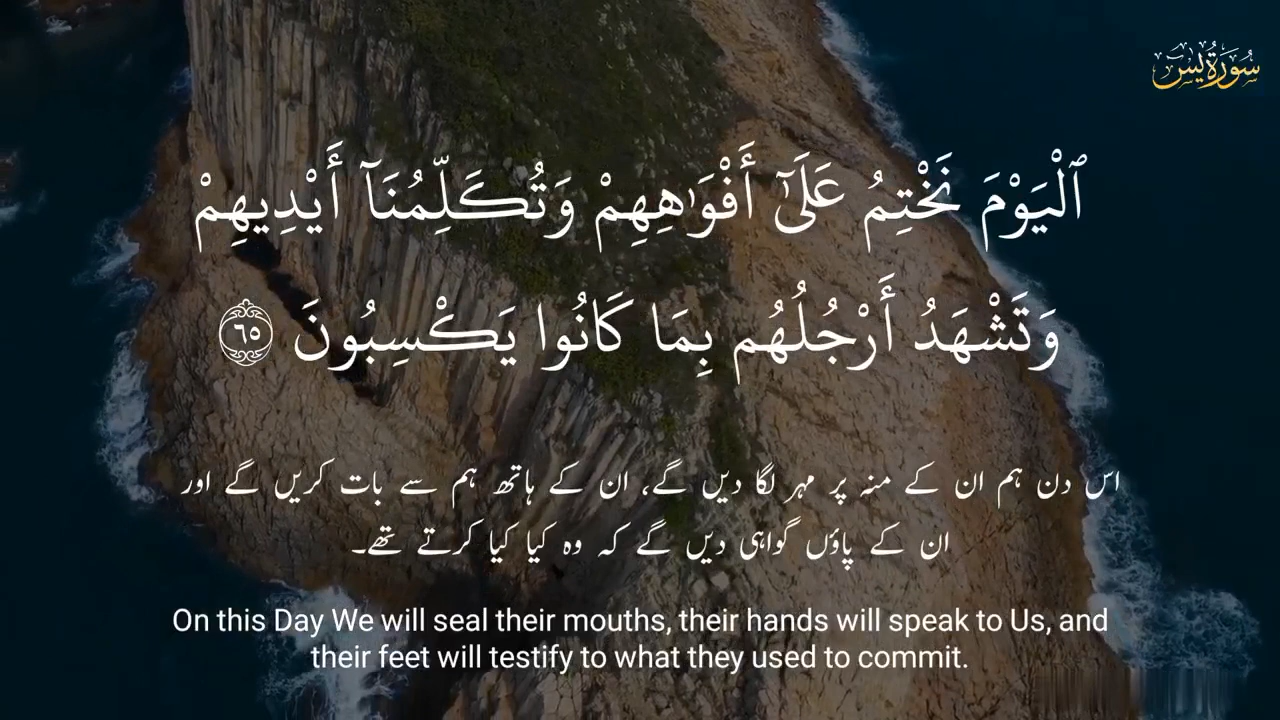 سُورَةُ يٰسٓ
ٱلْيَوْمَ نَخْتِمُ عَلَىٰٓ أَفْوَٰهِهِمْ وَتُكَلِّمُنَآ أَيْدِيهِمْ
وَتَشْهَدُ أَرْجُلُهُم بِمَا كَانُوا يَكْسِبُونَ ٦٥
اس دن ہم ان کے منہ پر مہر لگا دیں گے، ان کے ہاتھ ہم سے بات کریں گے اور
ان کے پاؤں گواہی دیں گے کہ وہ کیا کیا کرتے تھے۔
On this Day We will seal their mouths, their hands will speak to Us, and
their feet will testify to what they used to commit.